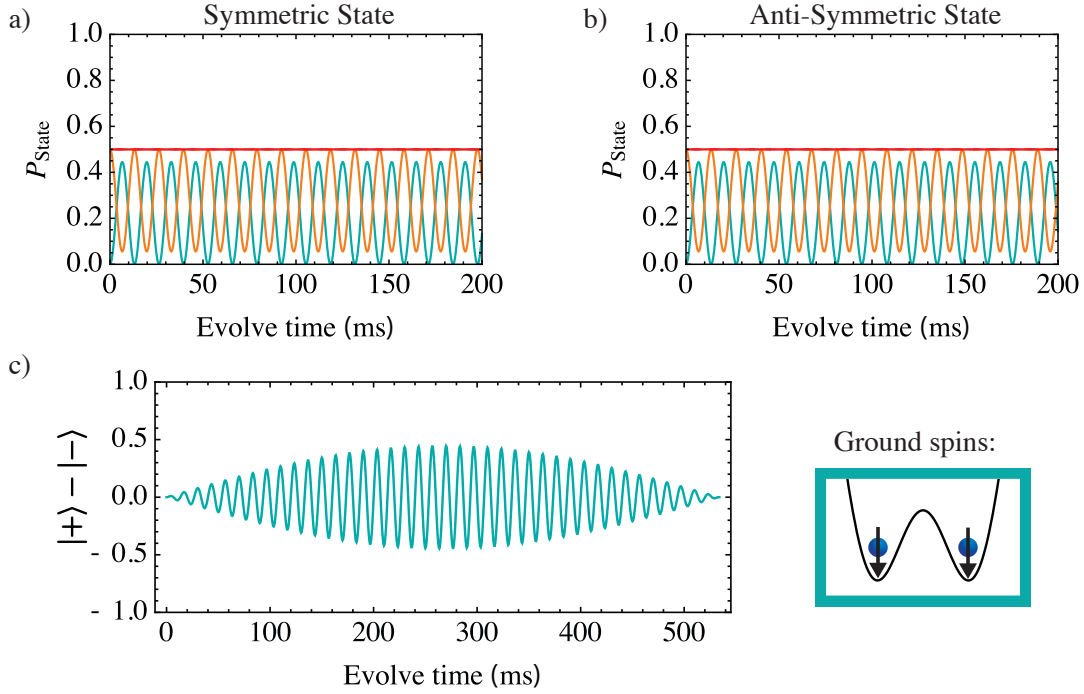 a)
Symmetric State
1.0
0.8
0.6
0.4
0.2
0.0
P_State
0
50
100
150
200
Evolve time (ms)
b)
Anti-Symmetric State
1.0
0.8
0.6
0.4
0.2
0.0
P_State
0
50
100
150
200
Evolve time (ms)
c)
1.0
0.5
0.0
- 0.5
- 1.0
|+⟩ − |−⟩
0
100
200
300
400
500
Evolve time (ms)
Ground spins: